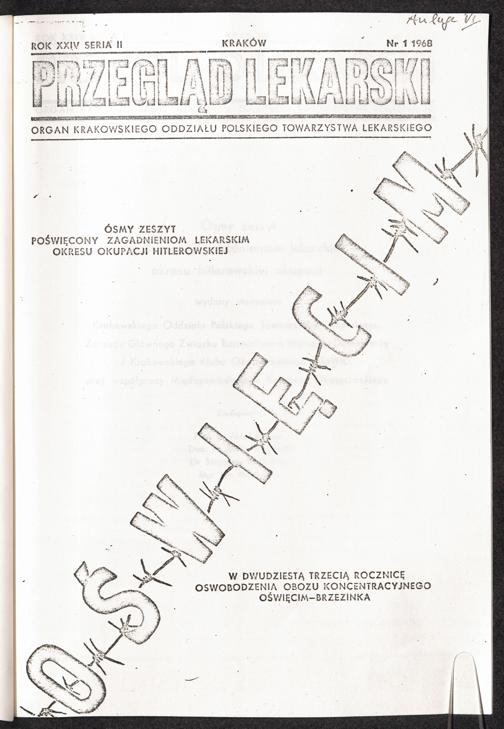 Anlage VI
ROK XXIV SERIA II KRAKÓW Nr 1 1968
PRZEGLĄD LEKARSKI
ORGAN KRAKOWSKIEGO ODDZIAŁU POLSKIEGO TOWARZYSTWA LEKARSKIEGO
ÓSMY ZESZYT
POŚWIĘCONY ZAGADNIENIOM LEKARSKIM
OKRESU OKUPACJI HITLEROWSKIEJ
OŚWIĘCIM
W DWUDZIESTĄ TRZECIĄ ROCZNICĘ
OSWOBODZENIA OBOZU KONCENTRACYJNEGO
OŚWIĘCIM–BRZEZINKA